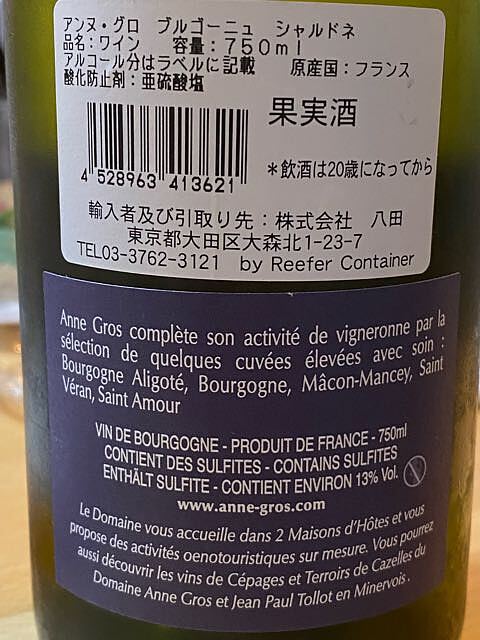 アンヌ・グロ ブルゴーニュ シャルドネ
品名：ワイン 容量：750ml
アルコール分はラベルに記載 原産国：フランス
酸化防止剤：亜硫酸塩
果実酒
4 528963 413621
＊飲酒は20歳になってから
輸入者及び引取り先：株式会社 八田
東京都大田区大森北1-23-7
TEL03-3762-3121 by Reefer Container
Anne Gros complète son activité de vigneronne par la
sélection de quelques cuvées élevées avec soin :
Bourgogne Aligoté, Bourgogne, Mâcon-Mancey, Saint
Véran, Saint Amour
VIN DE BOURGOGNE - PRODUIT DE FRANCE - 750ml
CONTIENT DES SULFITES - CONTAINS SULFITES
ENTHÄLT SULFITE - CONTIENT ENVIRON 13% Vol.
www.anne-gros.com
Le Domaine vous accueille dans 2 Maisons d'Hôtes et vous
propose des activités oenotouristiques sur mesure. Vous pourrez
aussi découvrir les vins de Cépages et Terroirs de Cazelles du
Domaine Anne Gros et Jean Paul Tollot en Minervois.